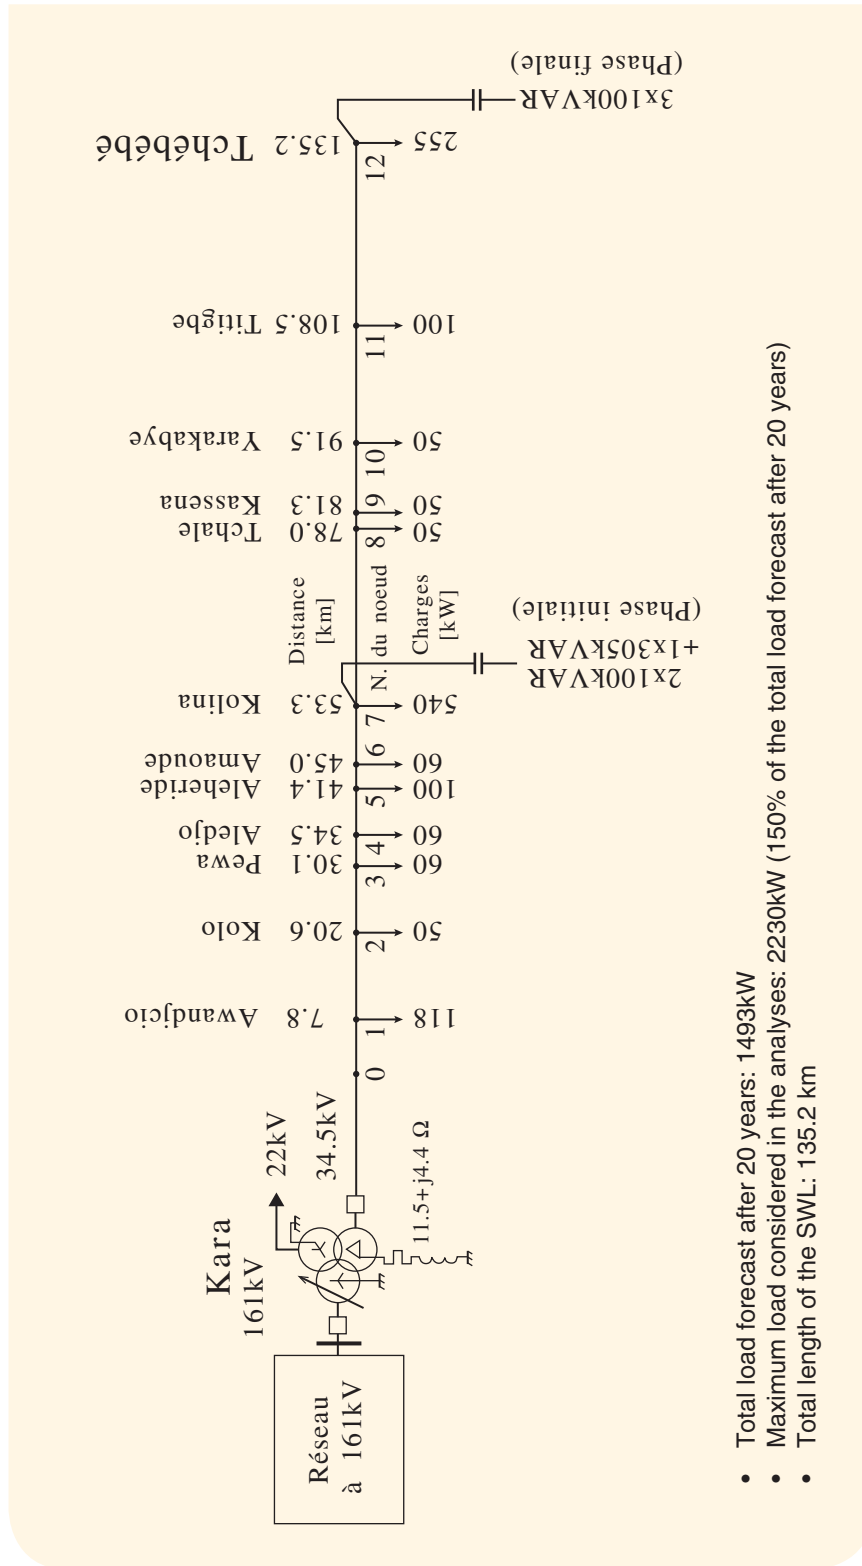 Réseau
à 161kV
Kara
161kV
22kV
34.5kV
11.5+j4.4 Ω
0
Awandjcio 7.8 1 118
Kolo 20.6 2 50
Pewa 30.1 3 60
Aledjo 34.5 4 60
Aleheride 41.4 5 100
Amaoude 45.0 6 60
Kolina 53.3 7 540
Distance
[km]
N. du noeud
Charges
[kW]
2x100kVAR
+1x305kVAR
(Phase initiale)
Tchale 78.0 8 50
Kassena 81.3 9 50
Yarakabye 91.5 10 50
Titigbe 108.5 11 100
Tchébébé 135.2 12 255
3x100kVAR
(Phase finale)
• Total load forecast after 20 years: 1493kW
• Maximum load considered in the analyses: 2230kW (150% of the total load forecast after 20 years)
• Total length of the SWL: 135.2 km